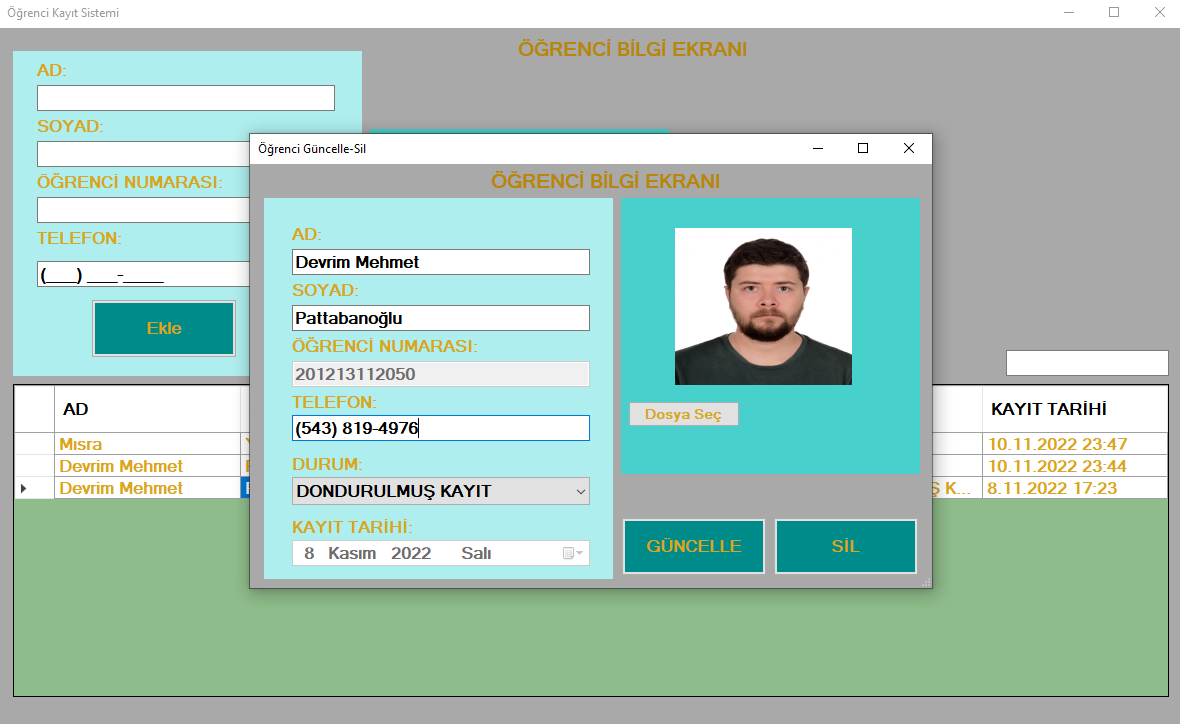 Öğrenci Kayıt Sistemi
ÖĞRENCİ BİLGİ EKRANI
AD:
SOYAD:
ÖĞRENCİ NUMARASI:
TELEFON:
(___) ___-____
Ekle
Öğrenci Güncelle-Sil
ÖĞRENCİ BİLGİ EKRANI
AD:
Devrim Mehmet
SOYAD:
Pattabanoğlu
ÖĞRENCİ NUMARASI:
201213112050
TELEFON:
(543) 819-4976
DURUM:
DONDURULMUŞ KAYIT
KAYIT TARİHİ:
8 Kasım 2022 Salı
Dosya Seç
GÜNCELLE
SİL
AD KAYIT TARİHİ
Mısra 10.11.2022 23:47
Devrim Mehmet 10.11.2022 23:44
Devrim Mehmet Ş K... 8.11.2022 17:23